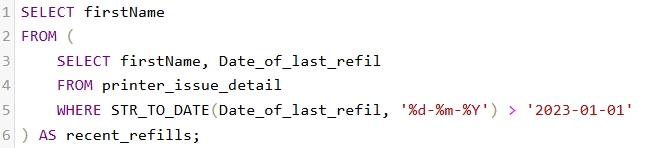 1 SELECT firstName
2 FROM (
3     SELECT firstName, Date_of_last_refil
4     FROM printer_issue_detail
5     WHERE STR_TO_DATE(Date_of_last_refil, '%d-%m-%Y') > '2023-01-01'
6 ) AS recent_refills;